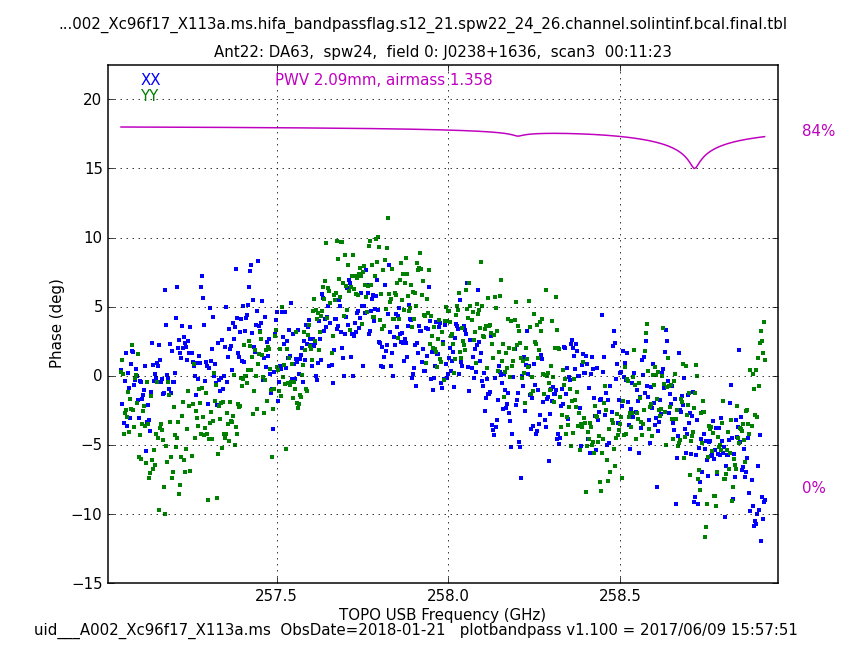 ...002_Xc96f17_X113a.ms.hifa_bandpassflag.s12_21.spw22_24_26.channel.solintinf.bcal.final.tbl
Ant22: DA63,  spw24,  field 0: J0238+1636,  scan3  00:11:23
XX
YY
PWV 2.09mm, airmass 1.358
84%
0%
20
15
10
5
0
−5
−10
−15
Phase (deg)
257.5
258.0
258.5
TOPO USB Frequency (GHz)
uid___A002_Xc96f17_X113a.ms  ObsDate=2018-01-21   plotbandpass v1.100 = 2017/06/09 15:57:51